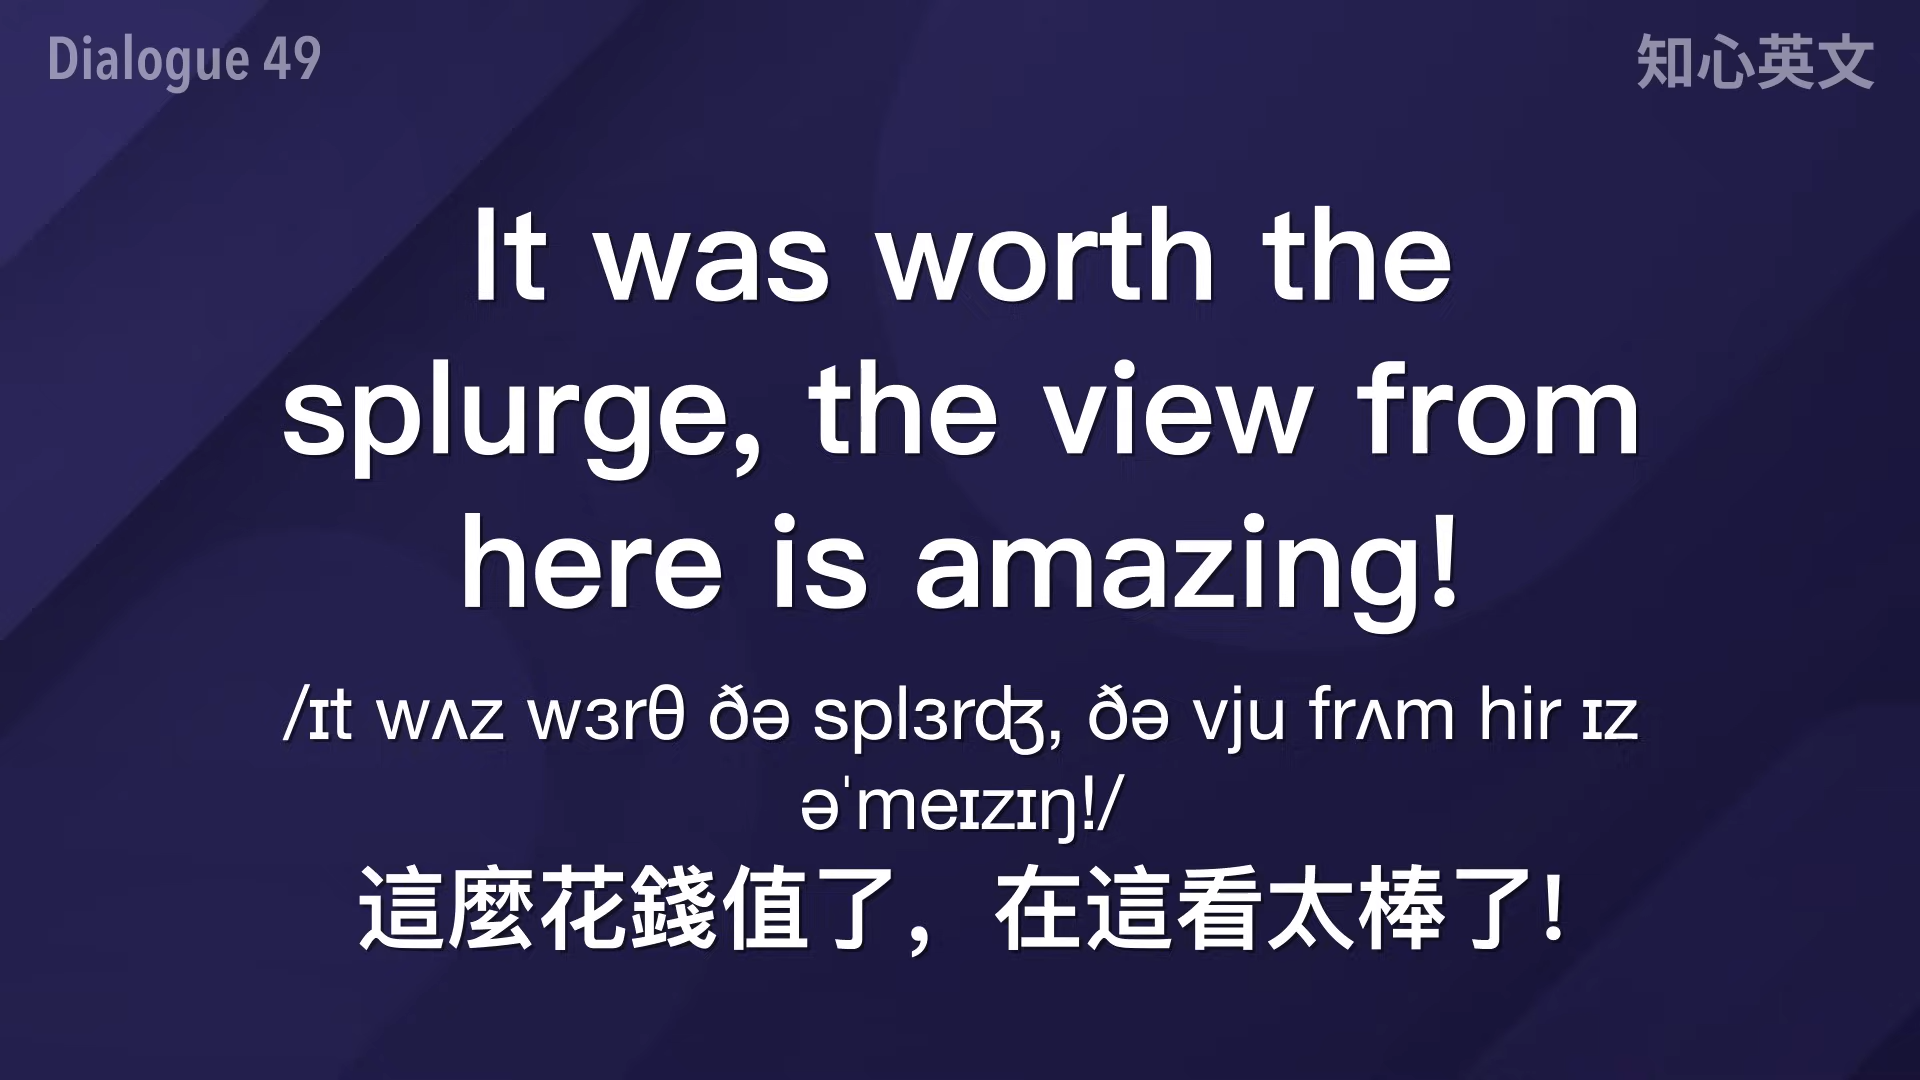 Dialogue 49
知心英文
It was worth the
splurge, the view from
here is amazing!
/ɪt wʌz wɜrθ ðə splɜrʤ, ðə vju frʌm hir ɪz
əˈmeɪzɪŋ!/
這麼花錢值了，在這看太棒了！